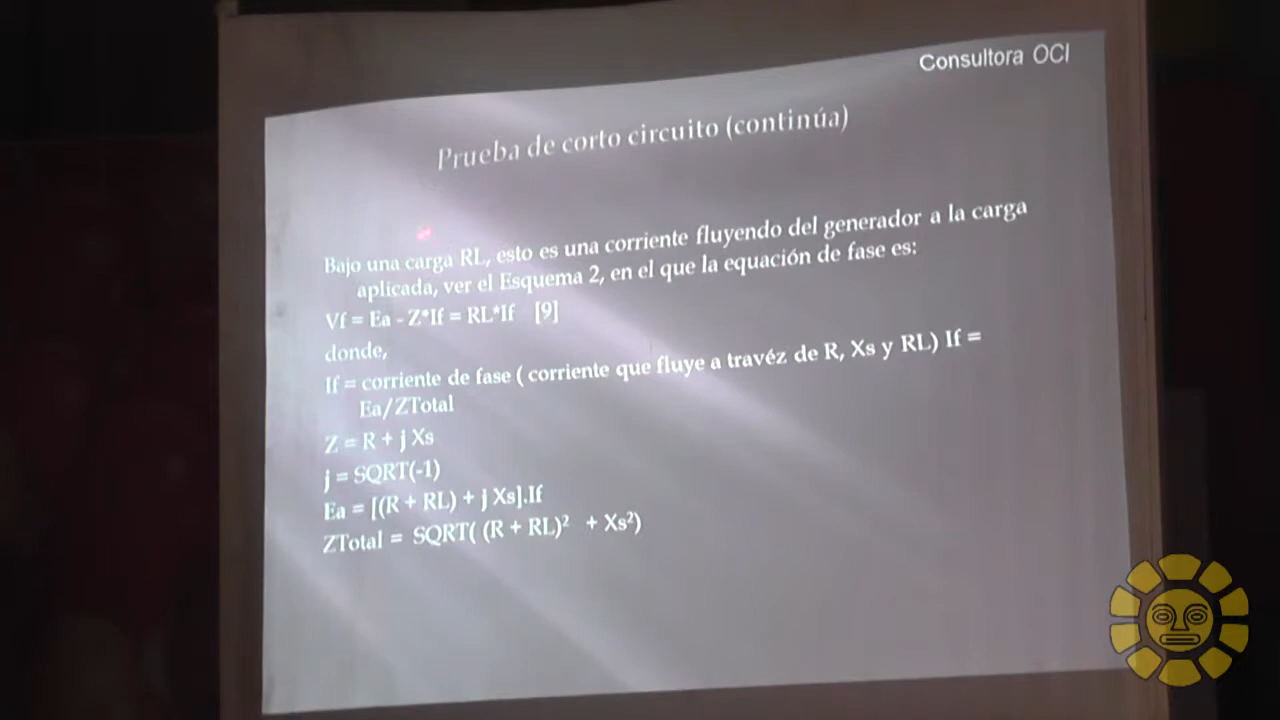 Consultora OCI
Prueba de corto circuito (continúa)
Bajo una carga RL, esto es una corriente fluyendo del generador a la carga
aplicada, ver el Esquema 2, en el que la equación de fase es:
Vf = Ea - Z*If = RL*If [9]
donde,
If = corriente de fase ( corriente que fluye a travéz de R, Xs y RL) If =
Ea/ZTotal
Z = R + j Xs
j = SQRT(-1)
Ea = [(R + RL) + j Xs].If
ZTotal = SQRT( (R + RL)² + Xs²)